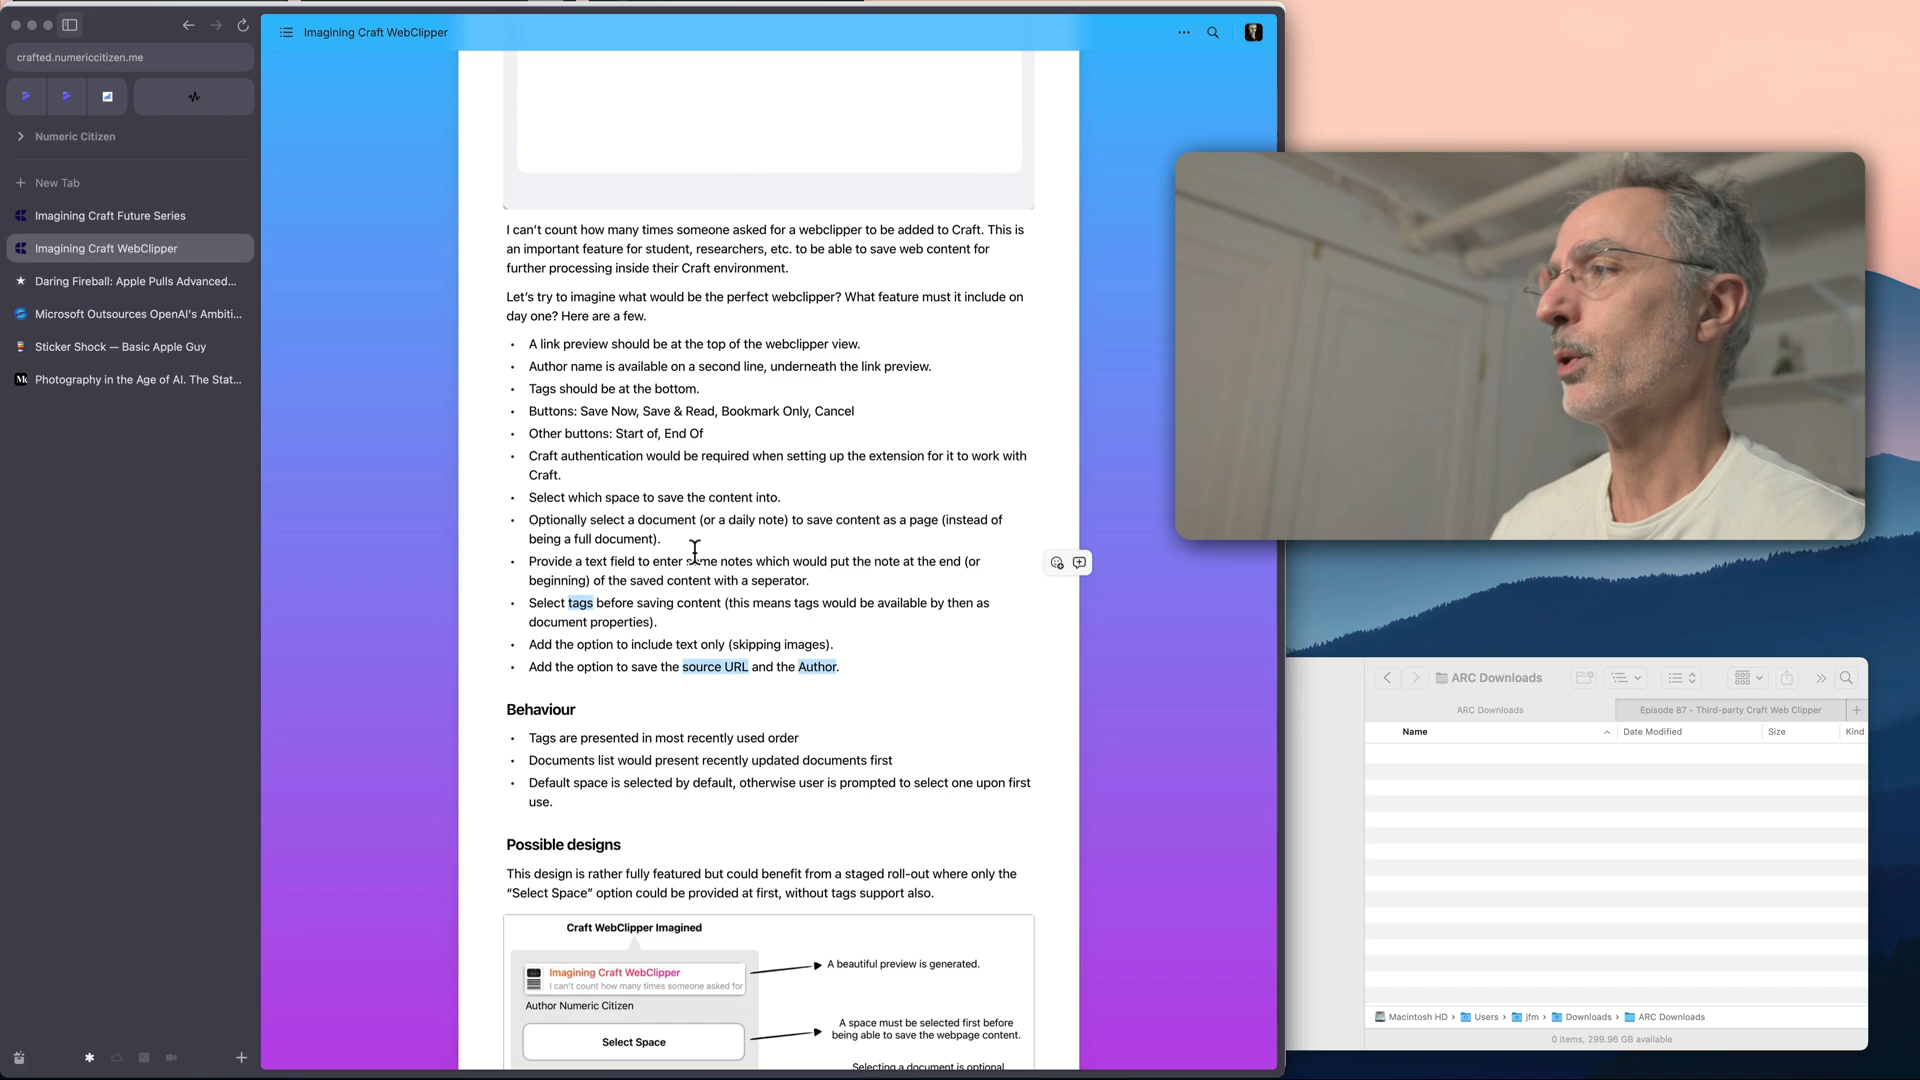 crafted.numericcitizen.me
Numeric Citizen
New Tab
Imagining Craft Future Series
Imagining Craft WebClipper
Daring Fireball: Apple Pulls Advanced...
Microsoft Outsources OpenAI's Ambiti...
Sticker Shock — Basic Apple Guy
Photography in the Age of AI. The Stat...
Imagining Craft WebClipper
I can't count how many times someone asked for a webclipper to be added to Craft. This is
an important feature for student, researchers, etc. to be able to save web content for
further processing inside their Craft environment.
Let's try to imagine what would be the perfect webclipper? What feature must it include on
day one? Here are a few.
• A link preview should be at the top of the webclipper view.
• Author name is available on a second line, underneath the link preview.
• Tags should be at the bottom.
• Buttons: Save Now, Save & Read, Bookmark Only, Cancel
• Other buttons: Start of, End Of
• Craft authentication would be required when setting up the extension for it to work with
Craft.
• Select which space to save the content into.
• Optionally select a document (or a daily note) to save content as a page (instead of
being a full document).
• Provide a text field to enter some notes which would put the note at the end (or
beginning) of the saved content with a seperator.
• Select tags before saving content (this means tags would be available by then as
document properties).
• Add the option to include text only (skipping images).
• Add the option to save the source URL and the Author.
Behaviour
• Tags are presented in most recently used order
• Documents list would present recently updated documents first
• Default space is selected by default, otherwise user is prompted to select one upon first
use.
Possible designs
This design is rather fully featured but could benefit from a staged roll-out where only the
“Select Space” option could be provided at first, without tags support also.
Craft WebClipper Imagined
Imagining Craft WebClipper
I can't count how many times someone asked for
Author Numeric Citizen
Select Space
A beautiful preview is generated.
A space must be selected first before
being able to save the webpage content.
Selecting a document is optional
ARC Downloads
ARC Downloads
Episode 87 - Third-party Craft Web Clipper
Name
Date Modified
Size
Kind
Macintosh HD › Users › jfm › Downloads › ARC Downloads
0 items, 299.96 GB available